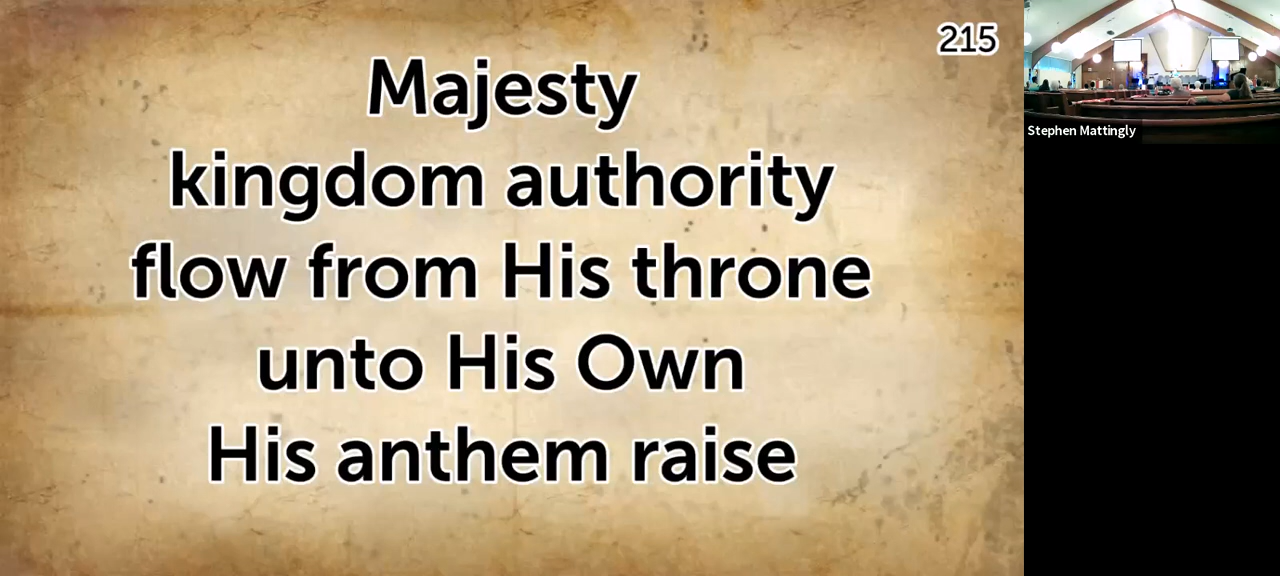 215
Majesty
kingdom authority
flow from His throne
unto His Own
His anthem raise
Stephen Mattingly